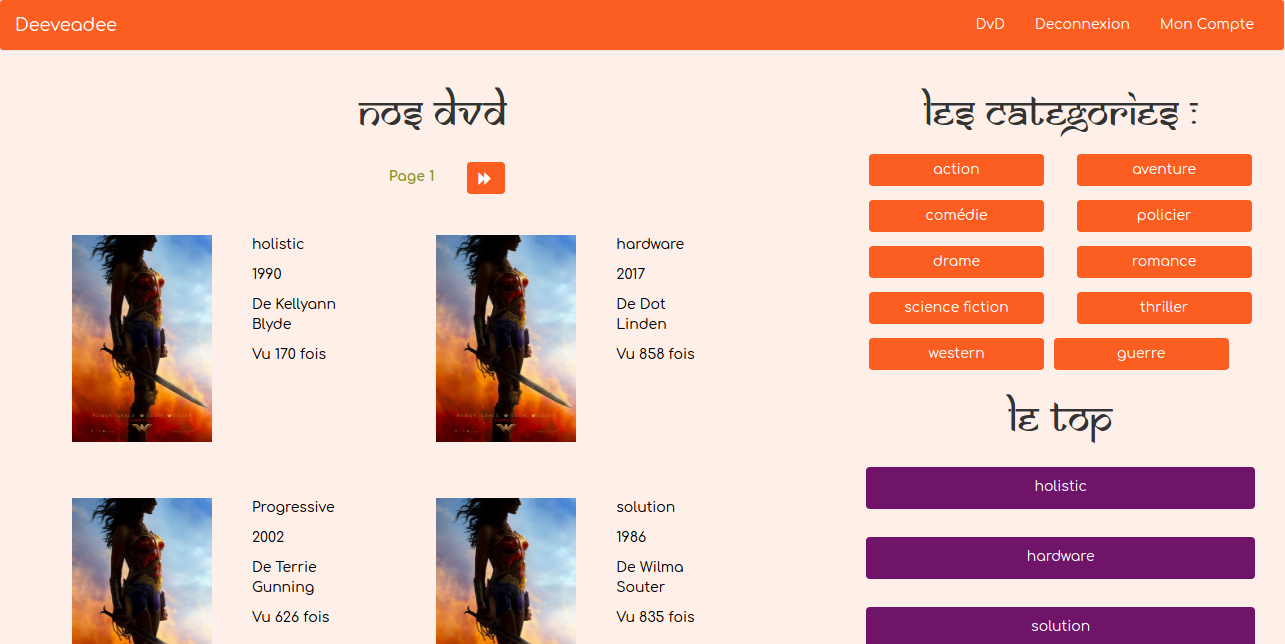 Deeveadee
DvD Deconnexion Mon Compte
Nos dvd
Page 1
holistic
1990
De Kellyann
Blyde
Vu 170 fois
hardware
2017
De Dot
Linden
Vu 858 fois
Progressive
2002
De Terrie
Gunning
Vu 626 fois
solution
1986
De Wilma
Souter
Vu 835 fois
Les categories :
action aventure
comédie policier
drame romance
science fiction thriller
western guerre
Le top
holistic
hardware
solution